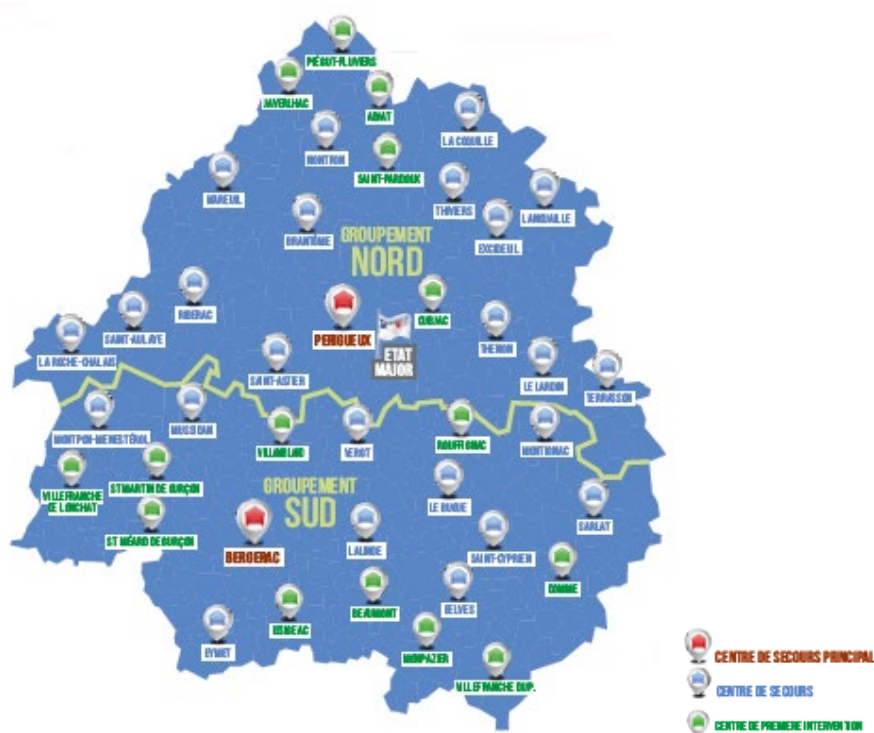 PIÉGUT-PLUVIERS
JAVERLHAC
ABJAT
LA COQUILLE
NONTRON
SAINT-PARDOUX
MAREUIL
THIVIERS
LANOUAILLE
BRANTÔME
EXCIDEUIL
GROUPEMENT
NORD
RIBERAC
CUBJAC
SAINT-AULAYE
PERIGUEUX
THENON
LA ROCHE-CHALAIS
ETAT
MAJOR
SAINT-ASTIER
LE LARDIN
TERRASSON
MONTPON-MENESTÉROL
MUSSIDAN
VILLAMBLARD
VERGT
ROUFFIGNAC
MONTIGNAC
VILLEFRANCHE
DE LONCHAT
ST MARTIN DE GURÇON
GROUPEMENT
SUD
LE BUGUE
SARLAT
ST MÉARD DE GURÇON
BERGERAC
LALINDE
SAINT-CYPRIEN
DOMME
EYMET
ISSIGEAC
BEAUMONT
BELVES
MONPAZIER
VILLEFRANCHE DUP.
CENTRE DE SECOURS PRINCIPAL
CENTRE DE SECOURS
CENTRE DE PREMIERE INTERVENTION